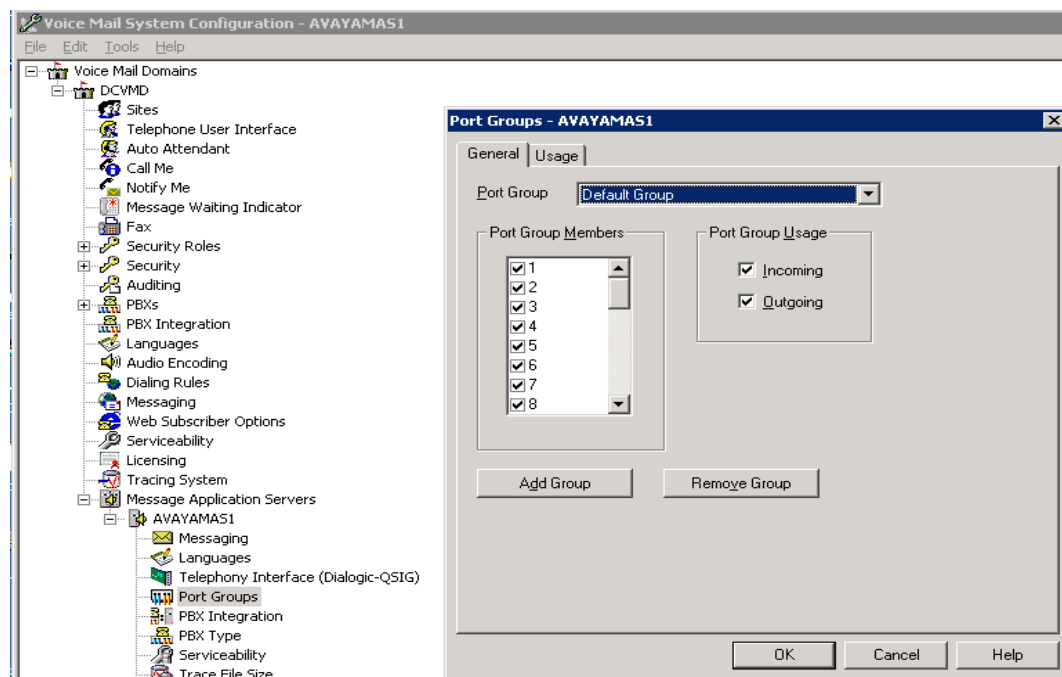 Voice Mail System Configuration - AVAYAMAS1
File Edit Tools Help
Voice Mail Domains
DCVMD
Sites
Telephone User Interface
Auto Attendant
Call Me
Notify Me
Message Waiting Indicator
Fax
Security Roles
Security
Auditing
PBXs
PBX Integration
Languages
Audio Encoding
Dialing Rules
Messaging
Web Subscriber Options
Serviceability
Licensing
Tracing System
Message Application Servers
AVAYAMAS1
Messaging
Languages
Telephony Interface (Dialogic-QSIG)
Port Groups
PBX Integration
PBX Type
Serviceability
Trace File Size
Port Groups - AVAYAMAS1
General Usage
Port Group Default Group
Port Group Members
1
2
3
4
5
6
7
8
Port Group Usage
Incoming
Outgoing
Add Group Remove Group
OK Cancel Help